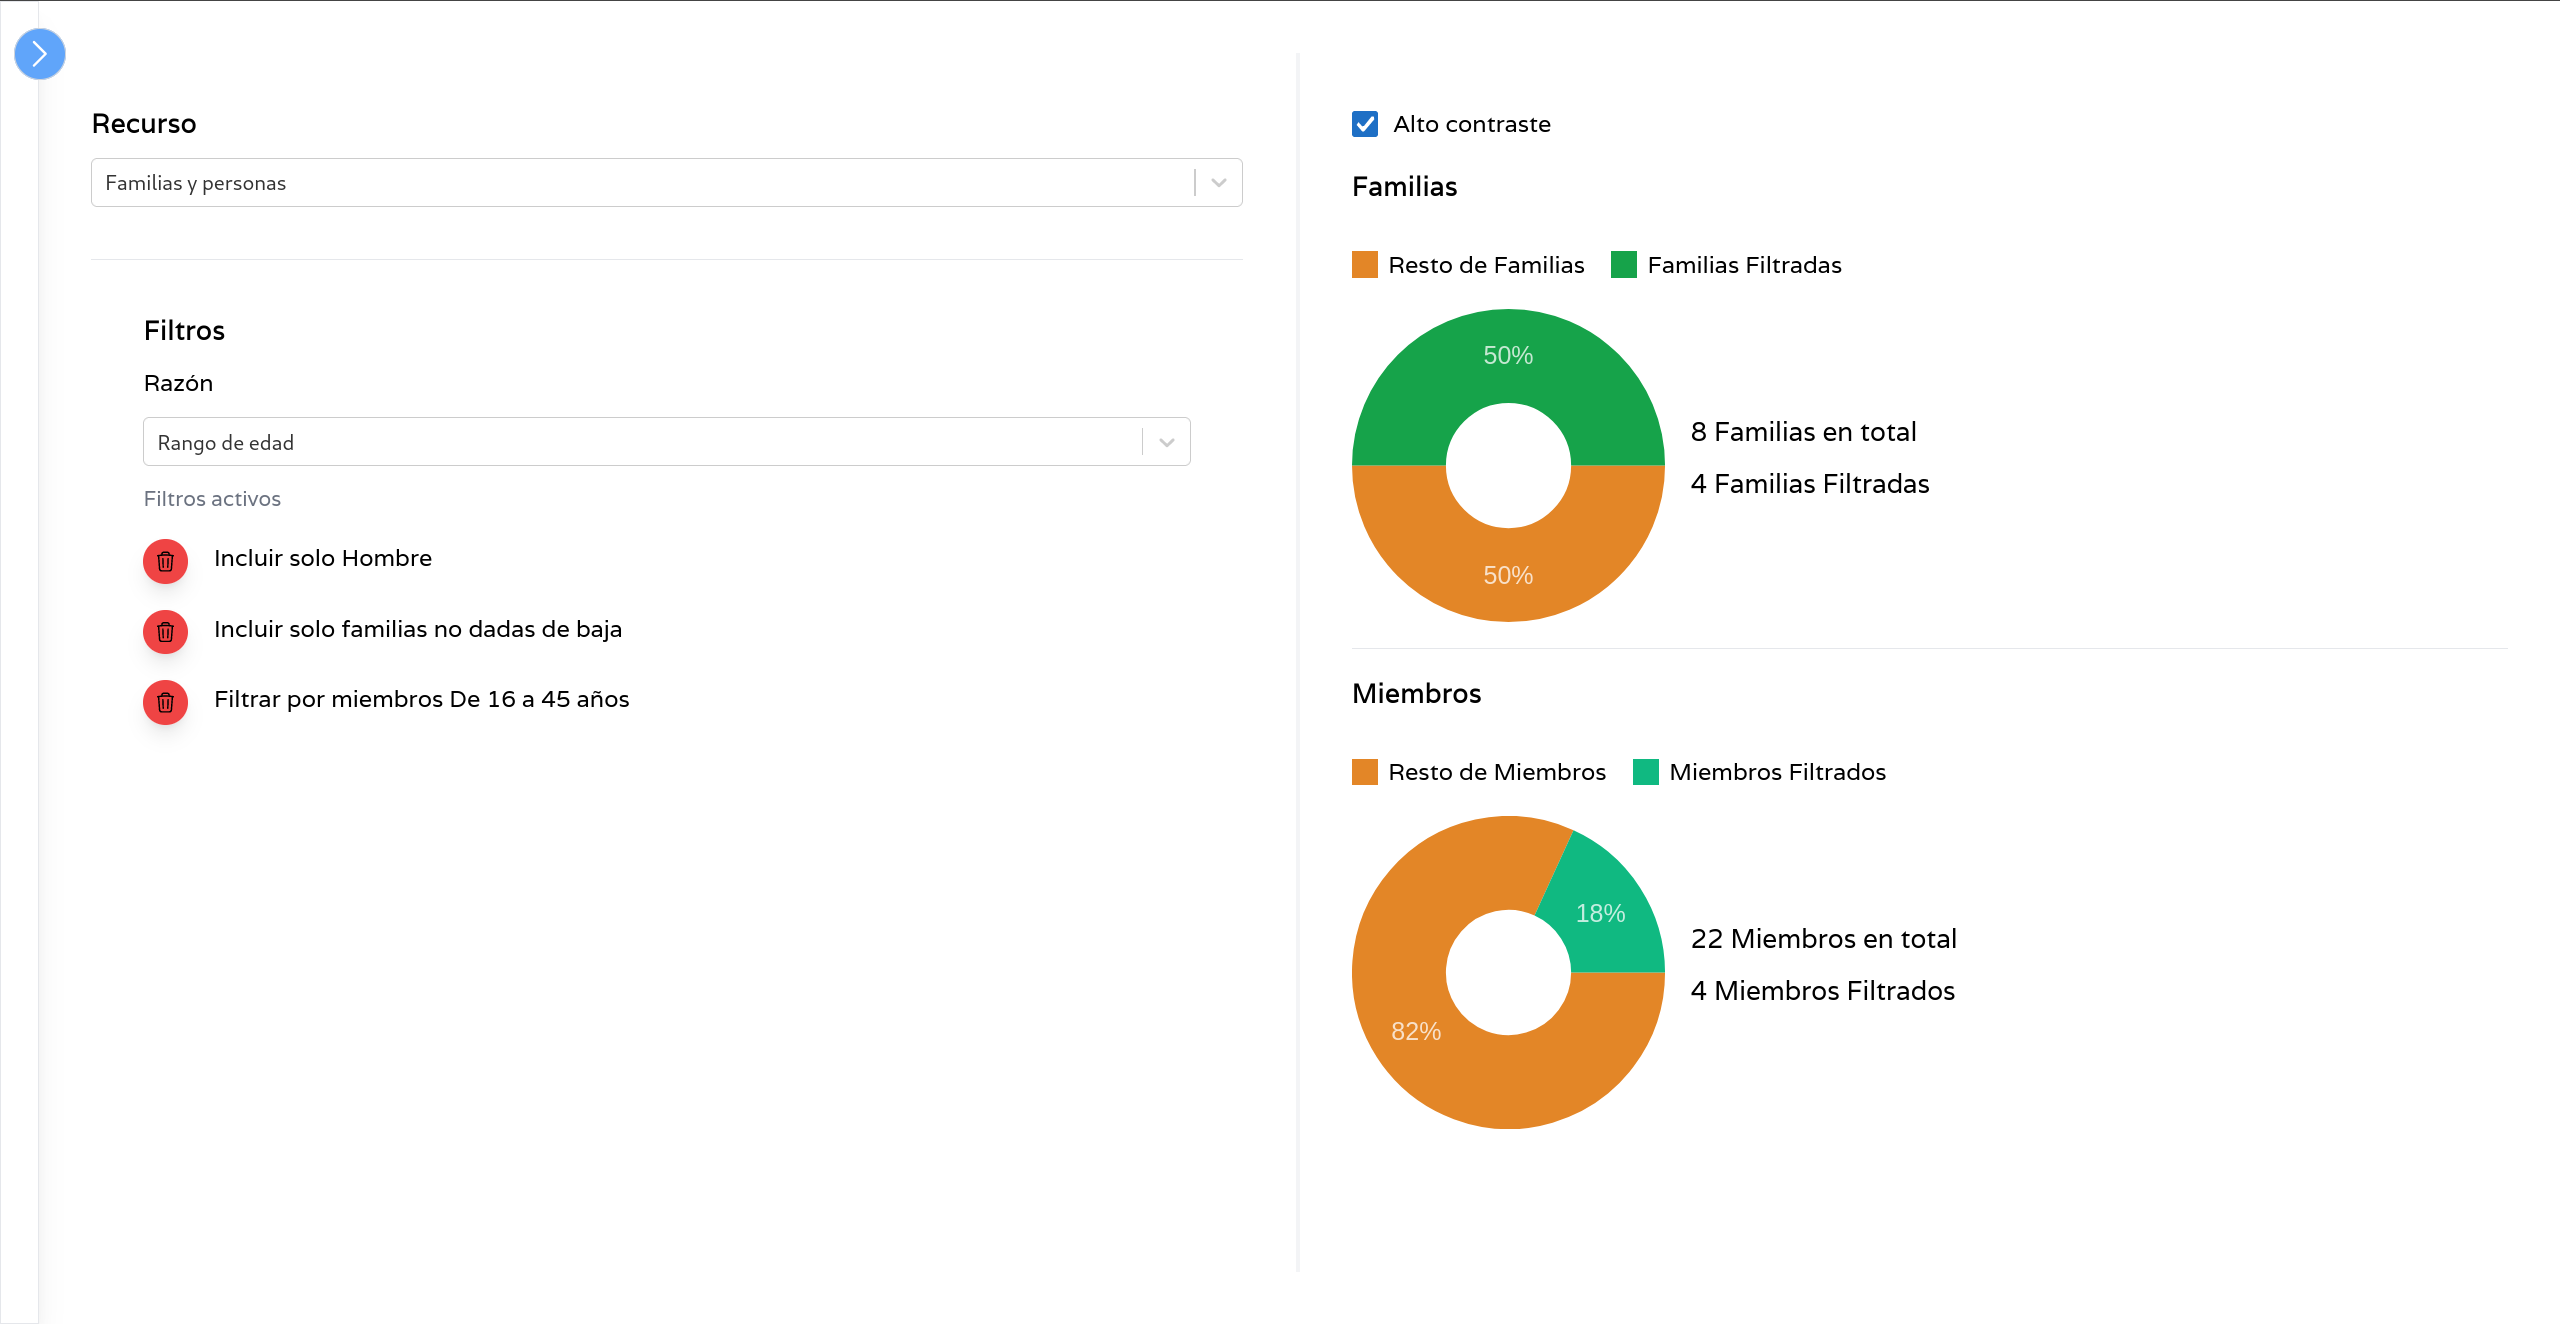 Recurso
Familias y personas
Filtros
Razón
Rango de edad
Filtros activos
Incluir solo Hombre
Incluir solo familias no dadas de baja
Filtrar por miembros De 16 a 45 años
Alto contraste
Familias
Resto de Familias
Familias Filtradas
50%
50%
8 Familias en total
4 Familias Filtradas
Miembros
Resto de Miembros
Miembros Filtrados
18%
82%
22 Miembros en total
4 Miembros Filtrados